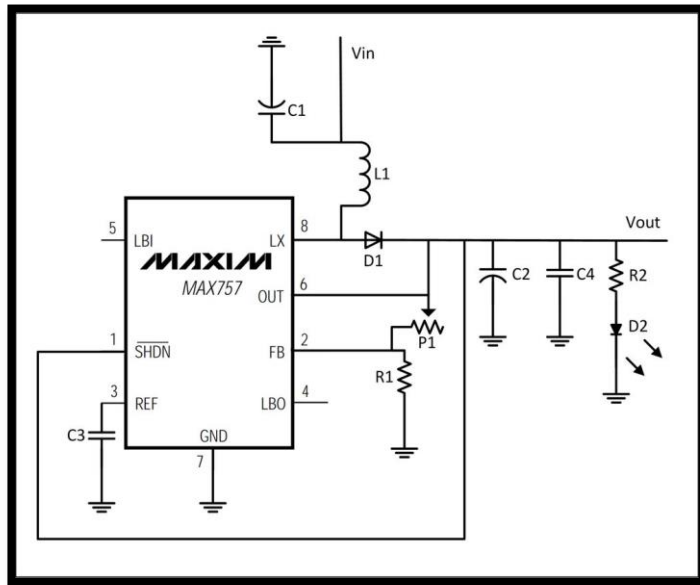 Vin
C1
L1
5
LBI
8
LX
MAXIM
MAX757
D1
Vout
6
OUT
C2
C4
R2
D2
1
SHDN
2
FB
P1
R1
3
REF
4
LBO
C3
GND
7